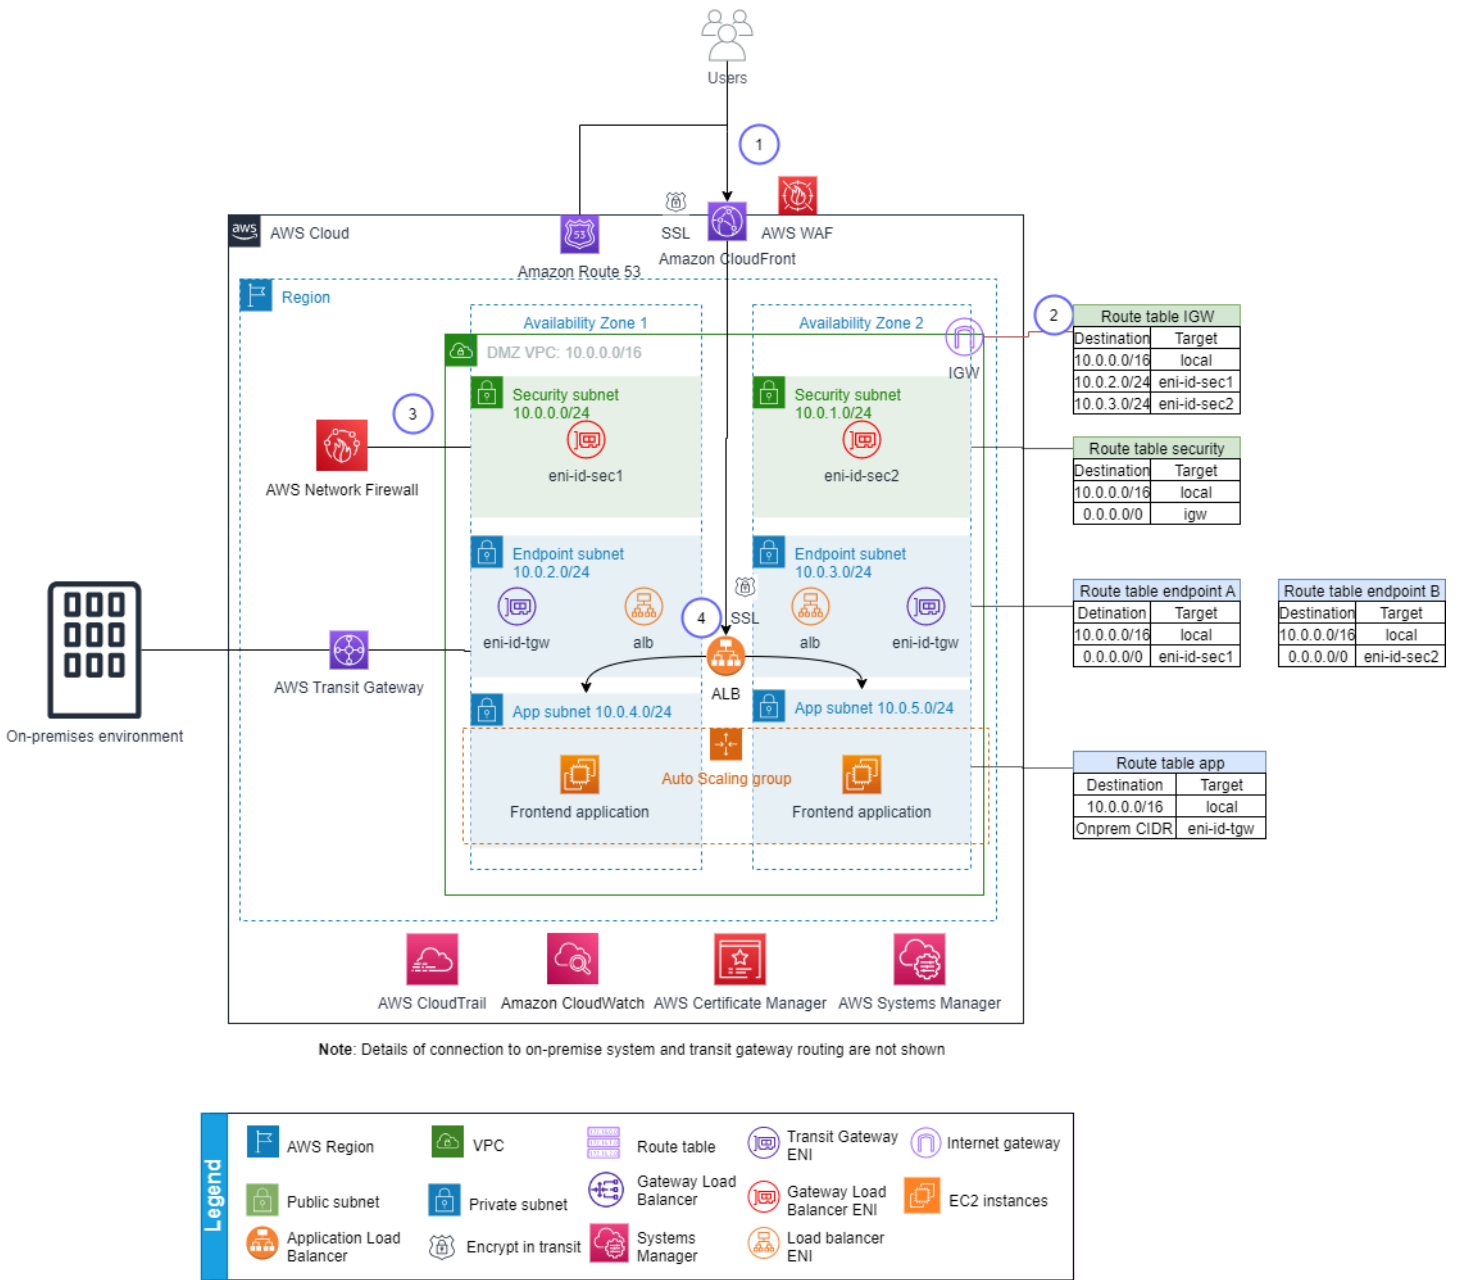 Users
1
aws
AWS Cloud
53
Amazon Route 53
SSL
Amazon CloudFront
AWS WAF
Region
Availability Zone 1
Availability Zone 2
DMZ VPC: 10.0.0.0/16
IGW
2
Route table IGW
Destination Target
10.0.0.0/16 local
10.0.2.0/24 eni-id-sec1
10.0.3.0/24 eni-id-sec2
Security subnet
10.0.0.0/24
eni-id-sec1
Security subnet
10.0.1.0/24
eni-id-sec2
3
AWS Network Firewall
Route table security
Destination Target
10.0.0.0/16 local
0.0.0.0/0 igw
Endpoint subnet
10.0.2.0/24
eni-id-tgw
alb
Endpoint subnet
10.0.3.0/24
alb
eni-id-tgw
4
SSL
ALB
Route table endpoint A
Detination Target
10.0.0.0/16 local
0.0.0.0/0 eni-id-sec1
Route table endpoint B
Destination Target
10.0.0.0/16 local
0.0.0.0/0 eni-id-sec2
On-premises environment
AWS Transit Gateway
App subnet 10.0.4.0/24
App subnet 10.0.5.0/24
Auto Scaling group
Frontend application
Frontend application
Route table app
Destination Target
10.0.0.0/16 local
Onprem CIDR eni-id-tgw
AWS CloudTrail
Amazon CloudWatch
AWS Certificate Manager
AWS Systems Manager
Note: Details of connection to on-premise system and transit gateway routing are not shown
Legend
AWS Region
VPC
Route table
Transit Gateway
ENI
Internet gateway
Public subnet
Private subnet
Gateway Load
Balancer
Gateway Load
Balancer ENI
EC2 instances
Application Load
Balancer
Encrypt in transit
Systems
Manager
Load balancer
ENI